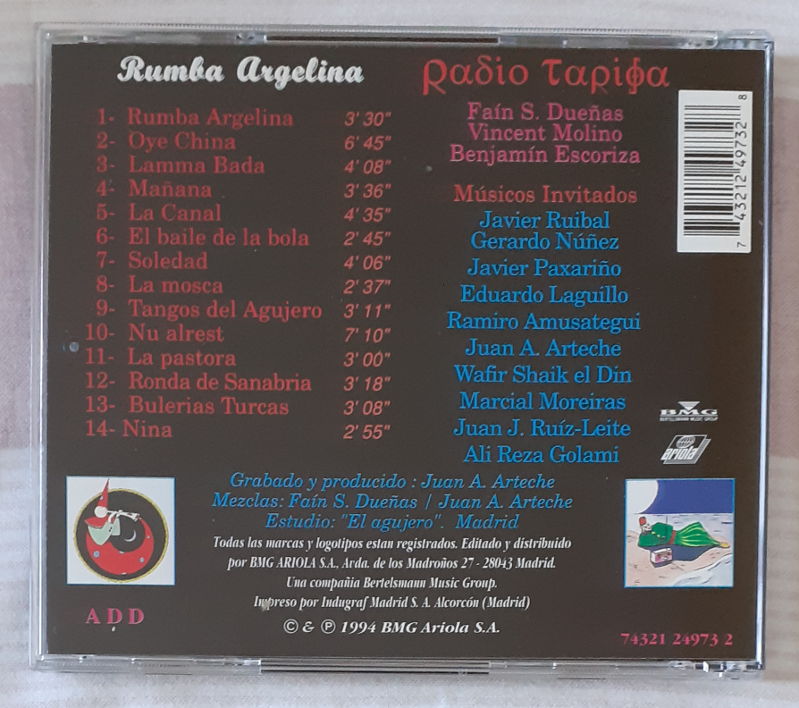 Rumba Argelina
1- Rumba Argelina 3' 30"
2- Oye China 6' 45"
3- Lamma Bada 4' 08"
4- Mañana 3' 36"
5- La Canal 4' 35"
6- El baile de la bola 2' 45"
7- Soledad 4' 06"
8- La mosca 2' 37"
9- Tangos del Agujero 3' 11"
10- Nu alrest 7' 10"
11- La pastora 3' 00"
12- Ronda de Sanabria 3' 18"
13- Bulerias Turcas 3' 08"
14- Nina 2' 55"
Radio Tarifa
Faín S. Dueñas
Vincent Molino
Benjamín Escoriza
Músicos Invitados
Javier Ruibal
Gerardo Núñez
Javier Paxariño
Eduardo Laguillo
Ramiro Amusategui
Juan A. Arteche
Wafir Shaik el Din
Marcial Moreiras
Juan J. Ruíz-Leite
Ali Reza Golami
7 43212 49732 8
BMG
BERTELSMANN MUSIC GROUP
ariola
Grabado y producido : Juan A. Arteche
Mezclas: Faín S. Dueñas / Juan A. Arteche
Estudio: "El agujero". Madrid
Todas las marcas y logotipos estan registrados. Editado y distribuido
por BMG ARIOLA S.A., Avda. de los Madroños 27 - 28043 Madrid.
Una compañia Bertelsmann Music Group.
Impreso por Indugraf Madrid S. A. Alcorcón (Madrid)
© & ℗ 1994 BMG Ariola S.A.
A D D
74321 24973 2